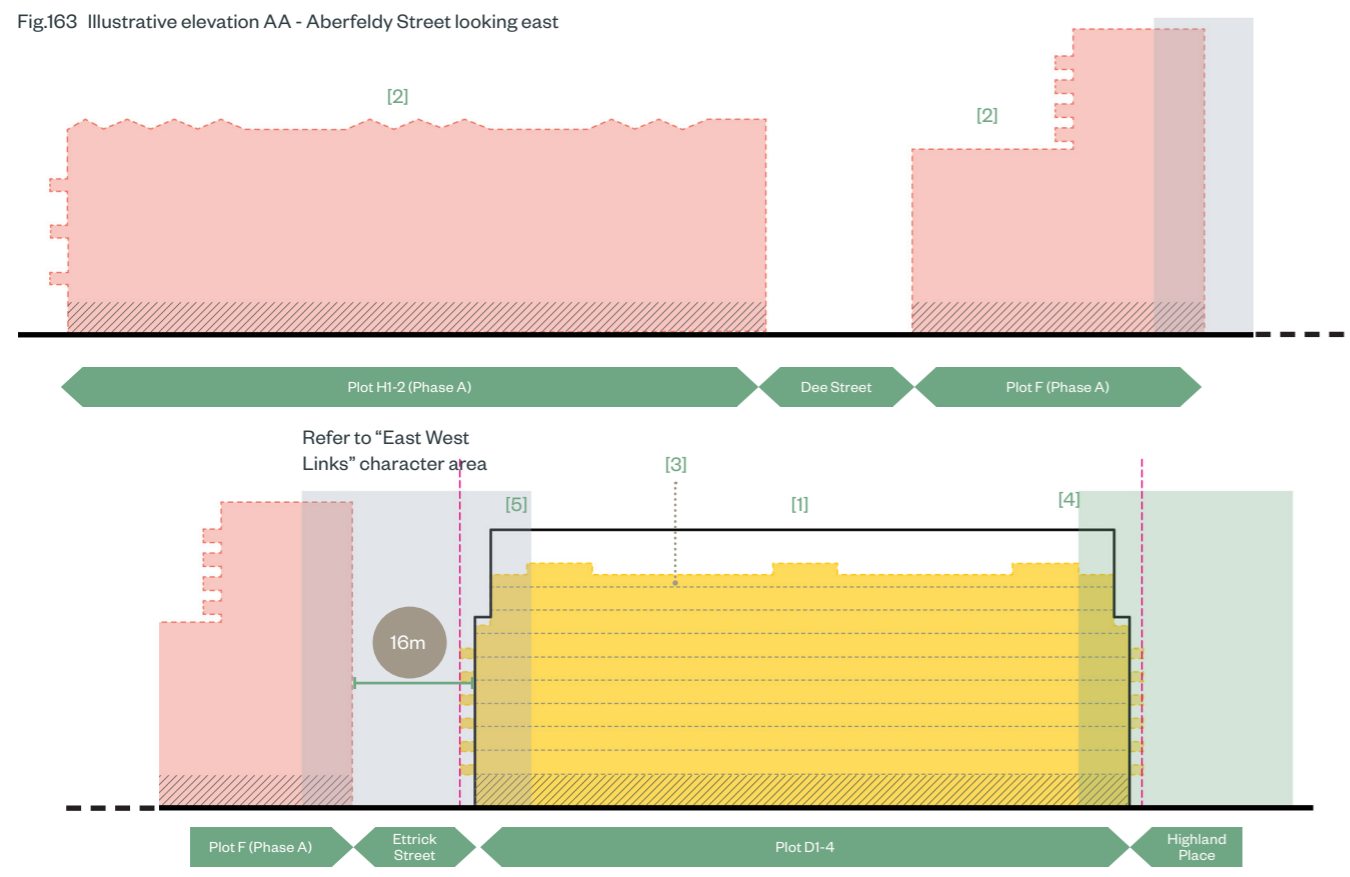 Fig.163 Illustrative elevation AA - Aberfeldy Street looking east
[2]
[2]
Plot H1-2 (Phase A)
Dee Street
Plot F (Phase A)
Refer to “East West
Links” character area
[3]
[5]
[1]
[4]
16m
Plot F (Phase A)
Ettrick
Street
Plot D1-4
Highland
Place